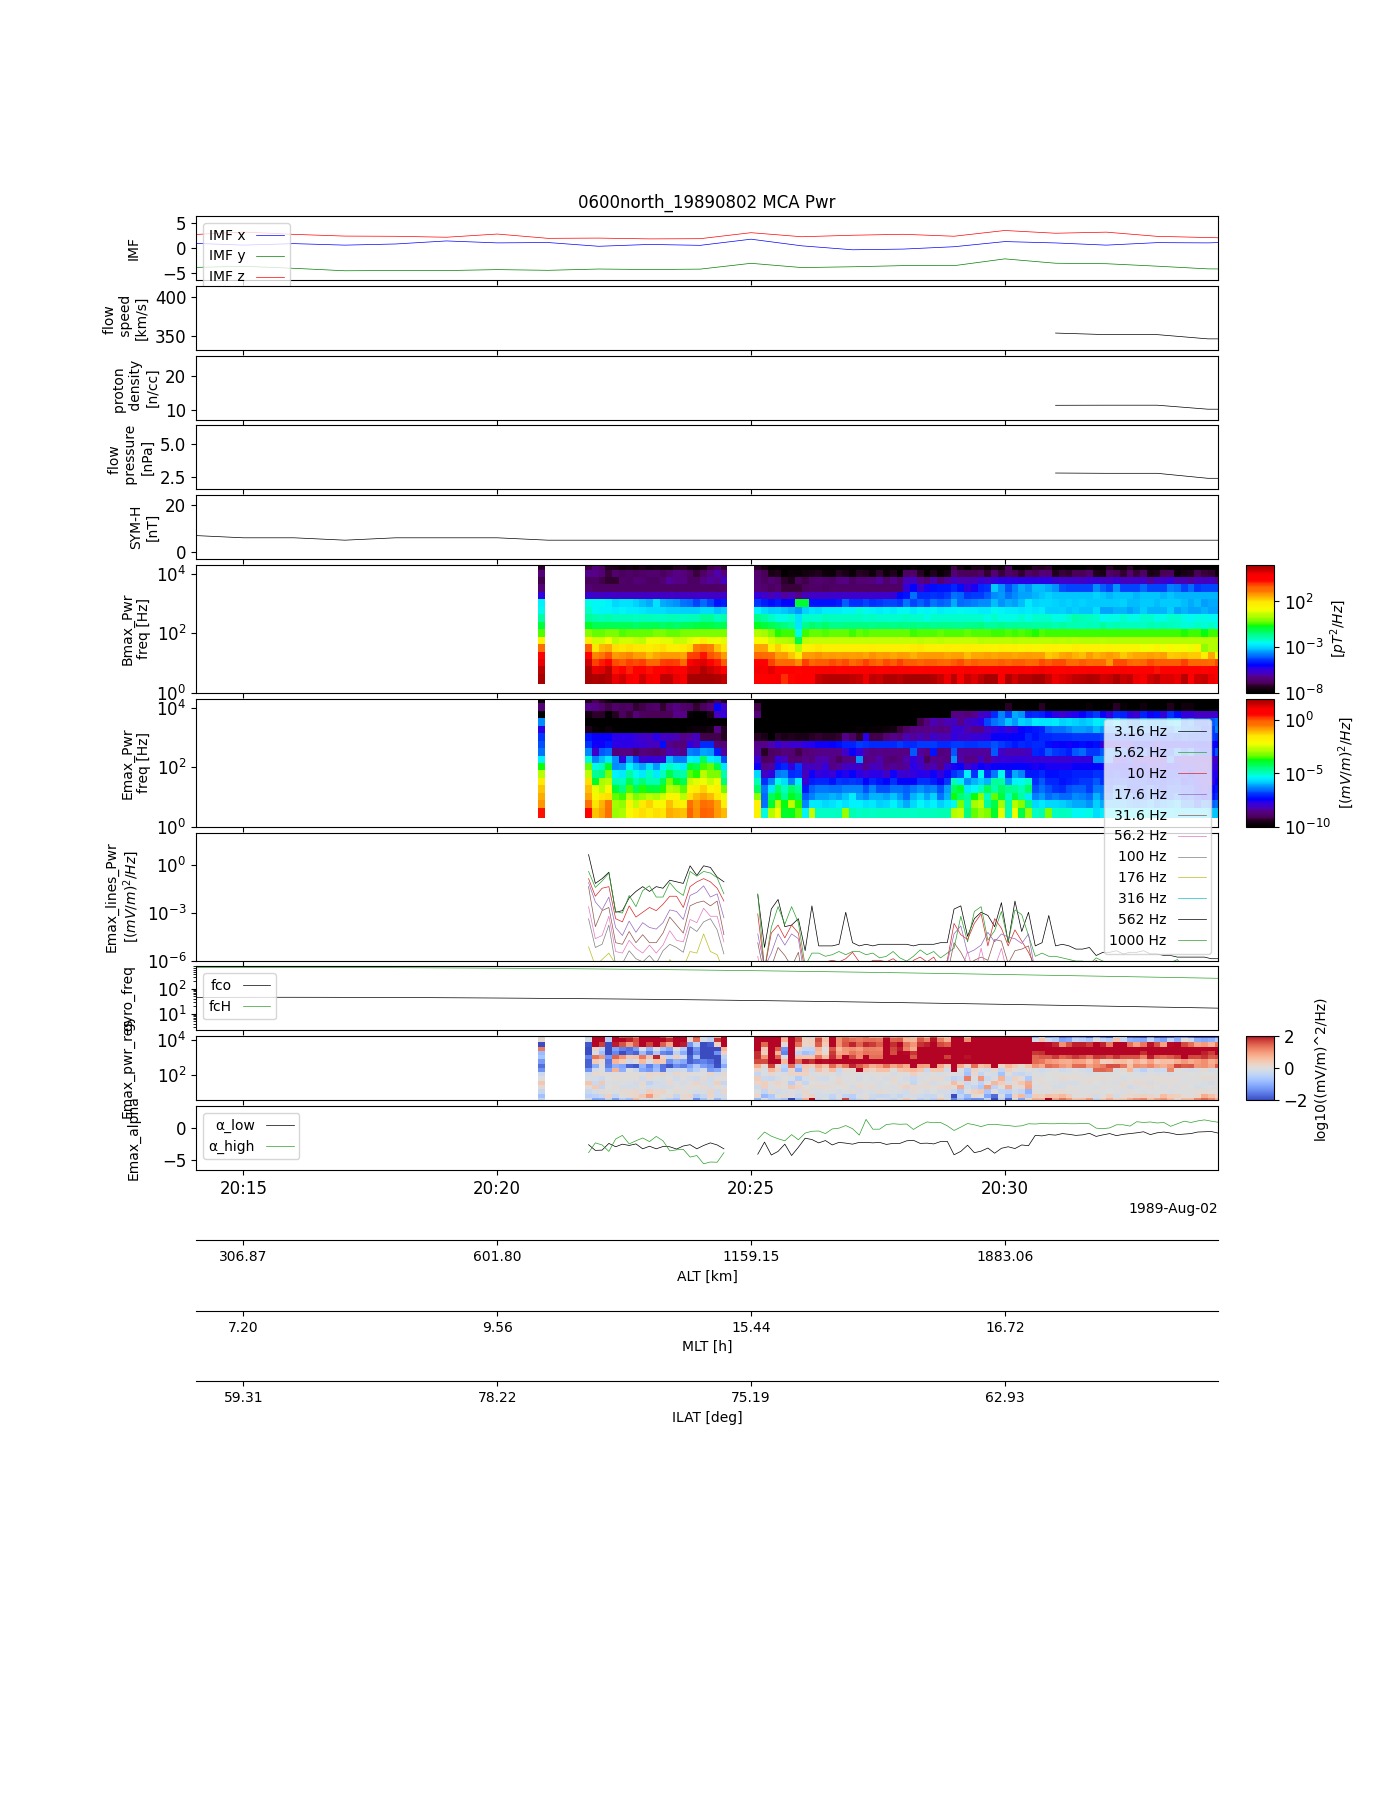 0600north_19890802 MCA Pwr
5
0
−5
IMF
IMF x
IMF y
IMF z
400
350
flow
speed
[km/s]
20
10
proton
density
[n/cc]
5.0
2.5
flow
pressure
[nPa]
20
0
SYM-H
[nT]
10^4
10^2
10^0
Bmax_Pwr
freq [Hz]
10^2
10^−3
10^−8
[pT^2/Hz]
10^4
10^2
10^0
Emax_Pwr
freq [Hz]
10^0
10^−5
10^−10
[(mV/m)^2/Hz]
3.16 Hz
5.62 Hz
10 Hz
17.6 Hz
31.6 Hz
56.2 Hz
100 Hz
176 Hz
316 Hz
562 Hz
1000 Hz
10^0
10^−3
10^−6
Emax_lines_Pwr
[(mV/m)^2/Hz]
10^2
10^1
gyro_freq
fco
fcH
10^4
10^2
Emax_pwr_reg
2
0
−2
log10((mV/m)^2/Hz)
0
−5
Emax_alpha
α_low
α_high
20:15 20:20 20:25 20:30
1989-Aug-02
306.87 601.80 1159.15 1883.06
ALT [km]
7.20 9.56 15.44 16.72
MLT [h]
59.31 78.22 75.19 62.93
ILAT [deg]